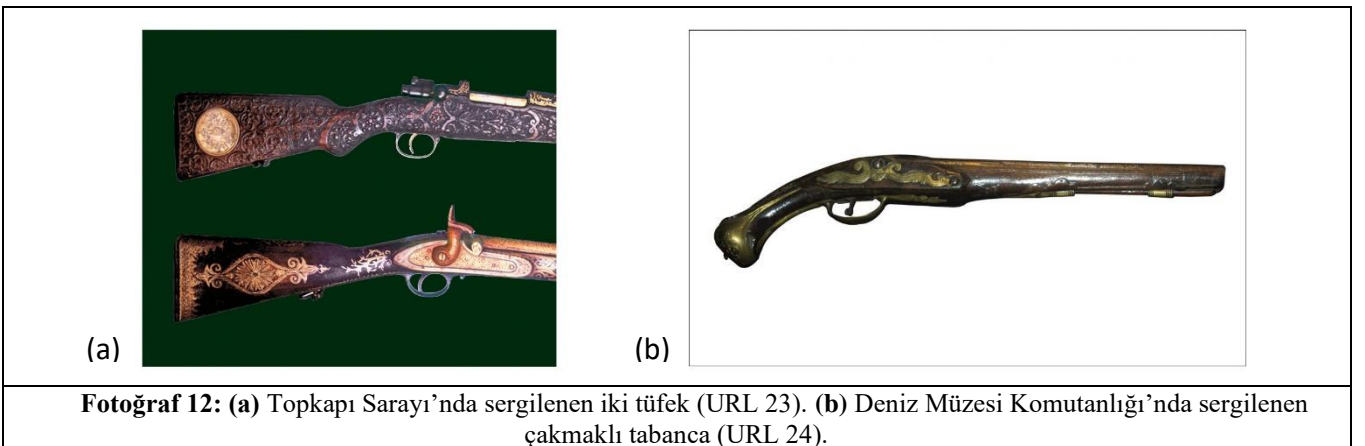 (a)
(b)
Fotoğraf 12: (a) Topkapı Sarayı’nda sergilenen iki tüfek (URL 23). (b) Deniz Müzesi Komutanlığı’nda sergilenen
çakmaklı tabanca (URL 24).